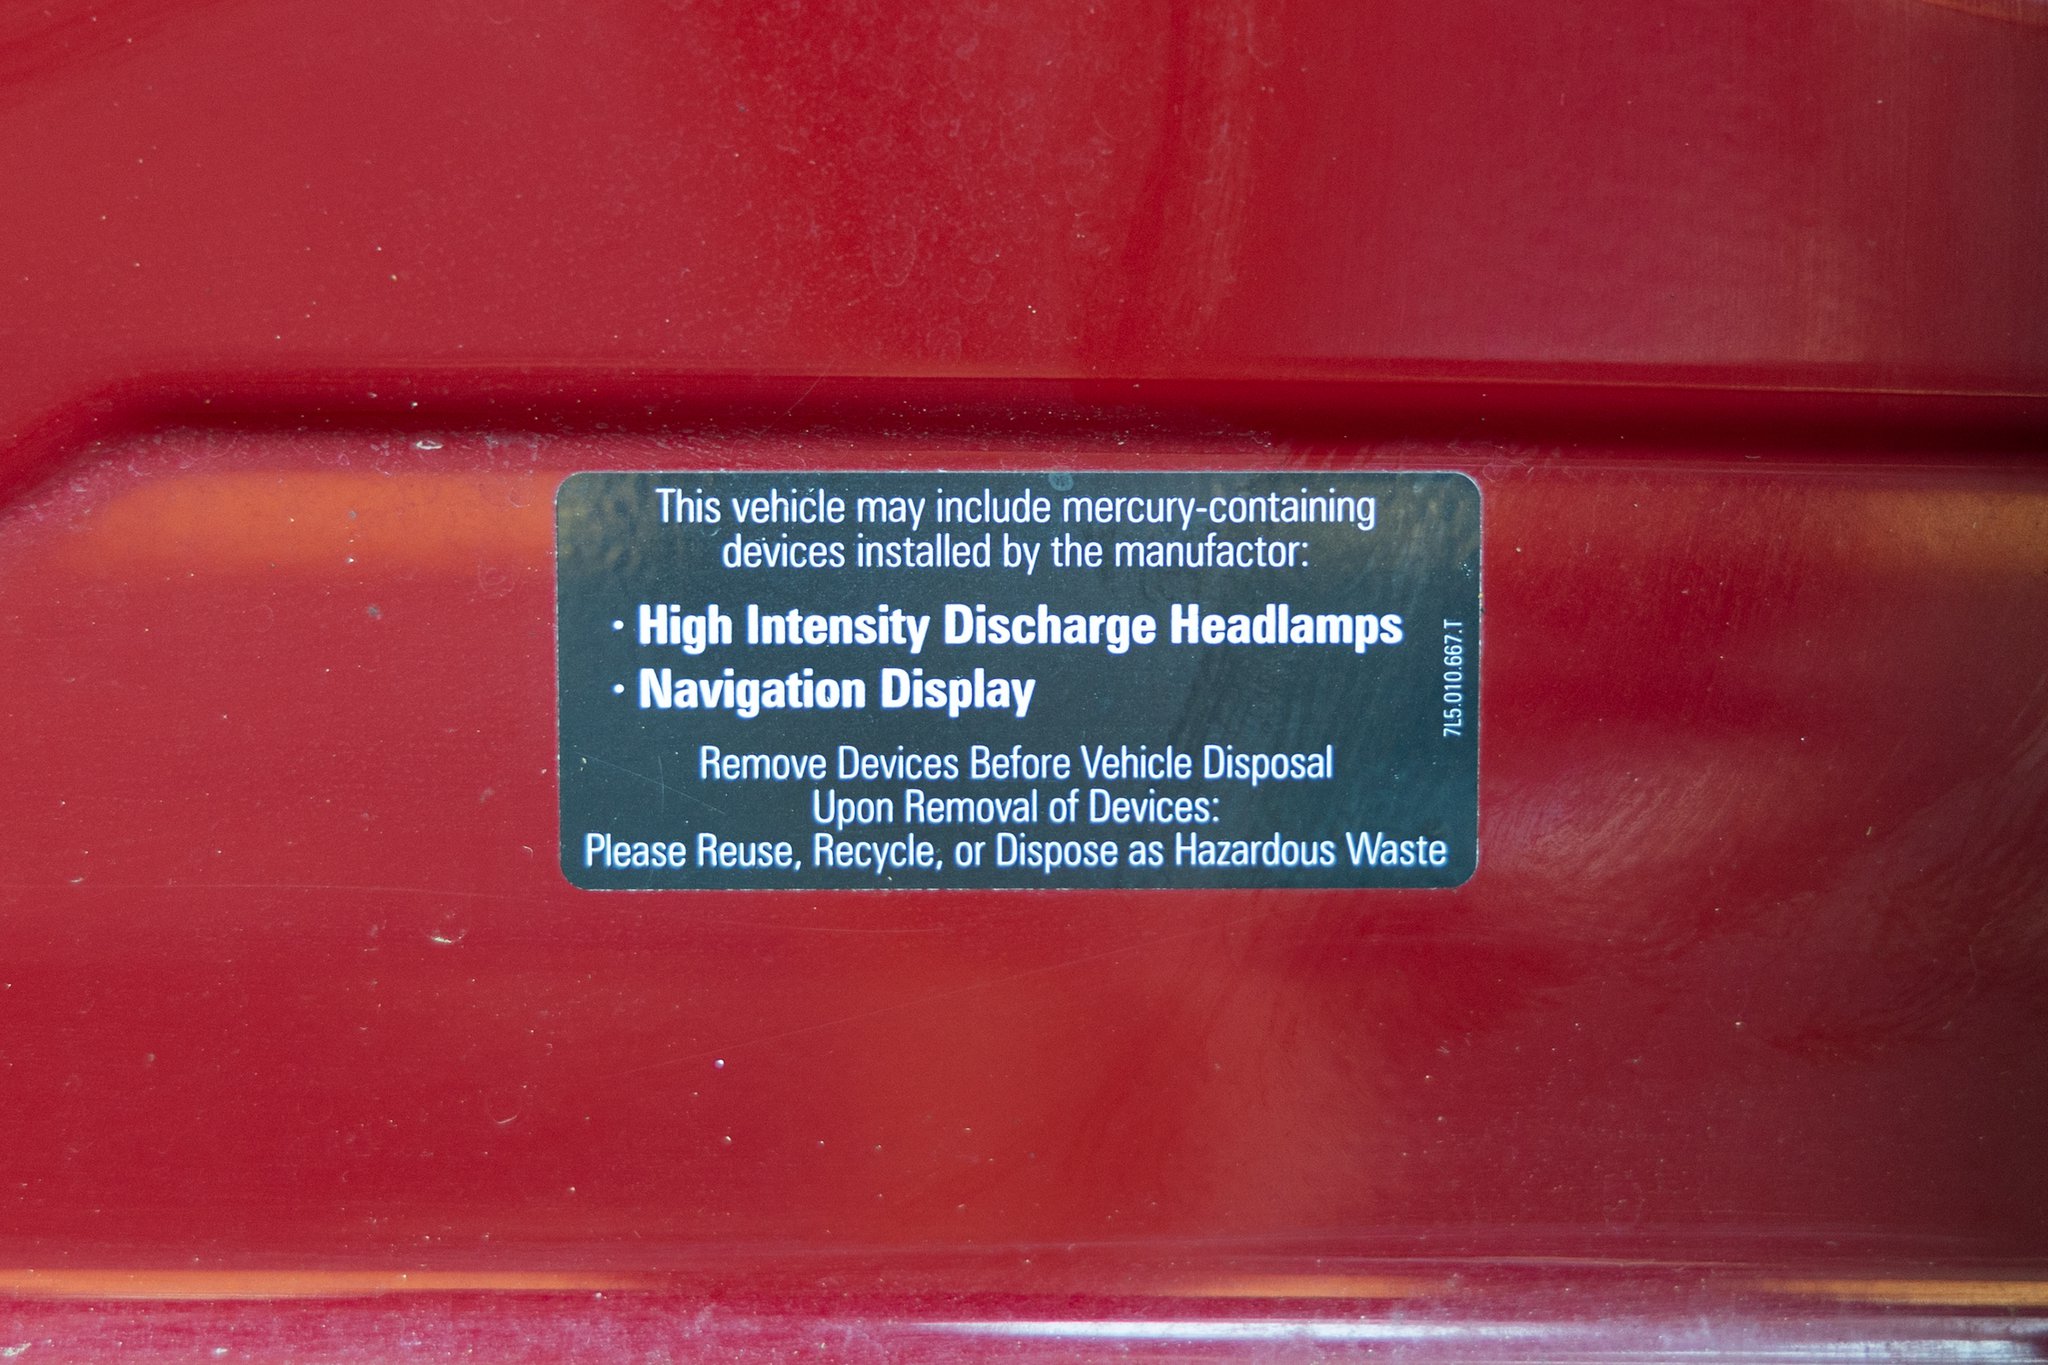 This vehicle may include mercury-containing
devices installed by the manufactor:
· High Intensity Discharge Headlamps
· Navigation Display
Remove Devices Before Vehicle Disposal
Upon Removal of Devices:
Please Reuse, Recycle, or Dispose as Hazardous Waste
7L5.010.667.T